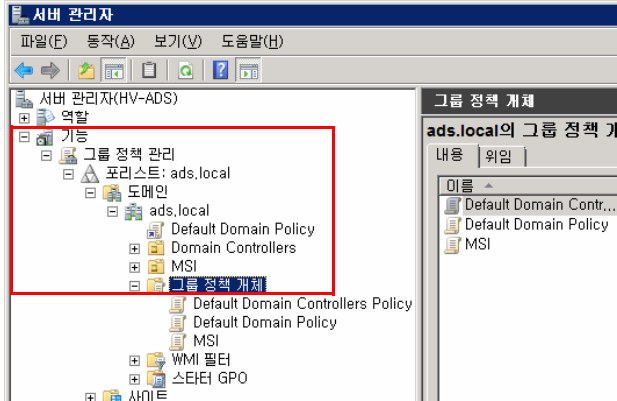 서버 관리자
파일(F) 동작(A) 보기(V) 도움말(H)
서버 관리자(HV-ADS)
역할
기능
그룹 정책 관리
포리스트: ads.local
도메인
ads.local
Default Domain Policy
Domain Controllers
MSI
그룹 정책 개체
Default Domain Controllers Policy
Default Domain Policy
MSI
WMI 필터
스타터 GPO
사이트
그룹 정책 개체
ads.local의 그룹 정책 개
내용 위임
이름
Default Domain Contr...
Default Domain Policy
MSI